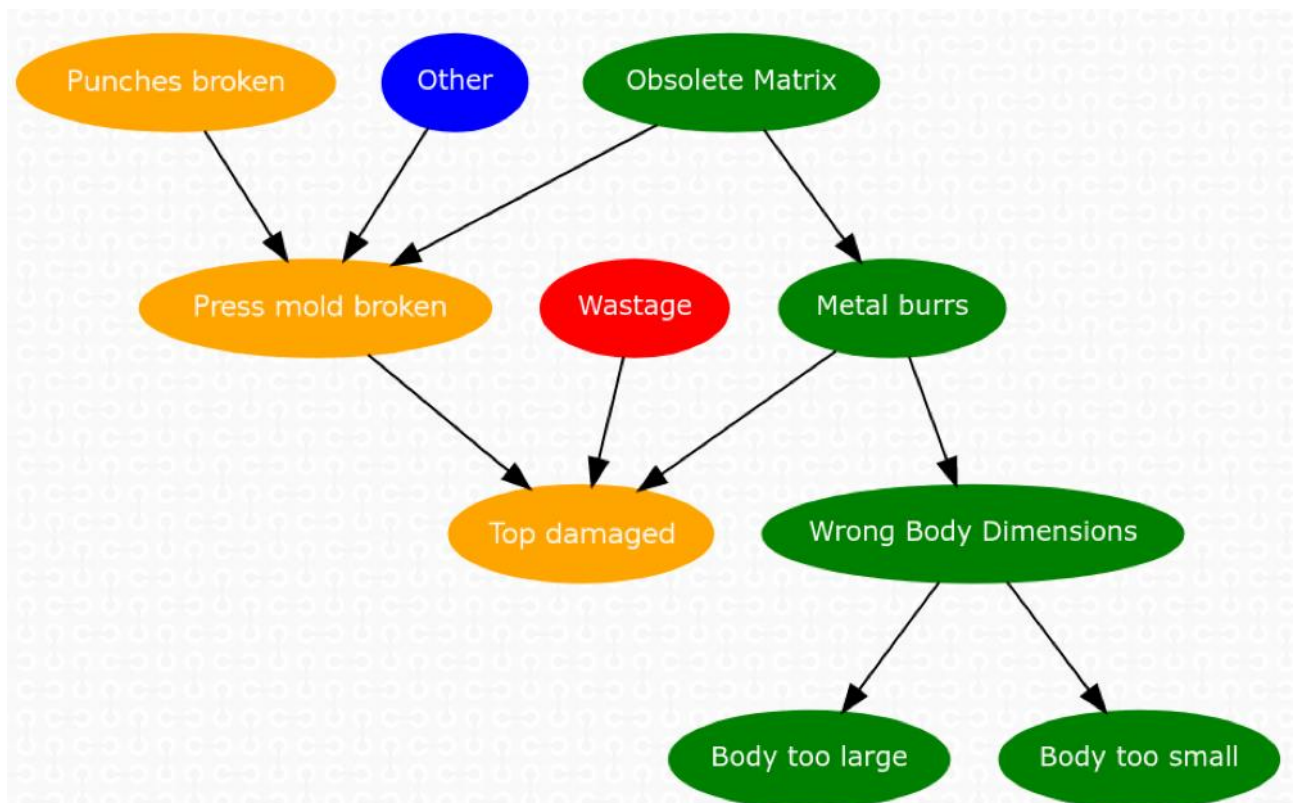 Punches broken
Other
Obsolete Matrix
Press mold broken
Wastage
Metal burrs
Top damaged
Wrong Body Dimensions
Body too large
Body too small